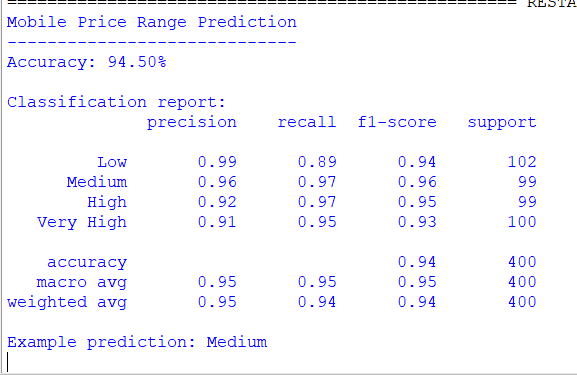 ================================================== RESTA
Mobile Price Range Prediction
-----------------------------
Accuracy: 94.50%
Classification report:
precision recall f1-score support
Low 0.99 0.89 0.94 102
Medium 0.96 0.97 0.96 99
High 0.92 0.97 0.95 99
Very High 0.91 0.95 0.93 100
accuracy 0.94 400
macro avg 0.95 0.95 0.95 400
weighted avg 0.95 0.94 0.94 400
Example prediction: Medium